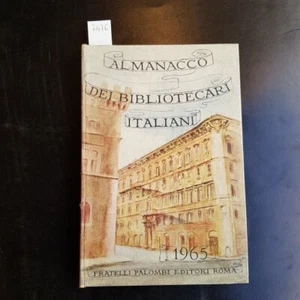 ALMANACCO
DEI BIBLIOTECARI
ITALIANI
1965
FRATELLI PALOMBI EDITORI ROMA